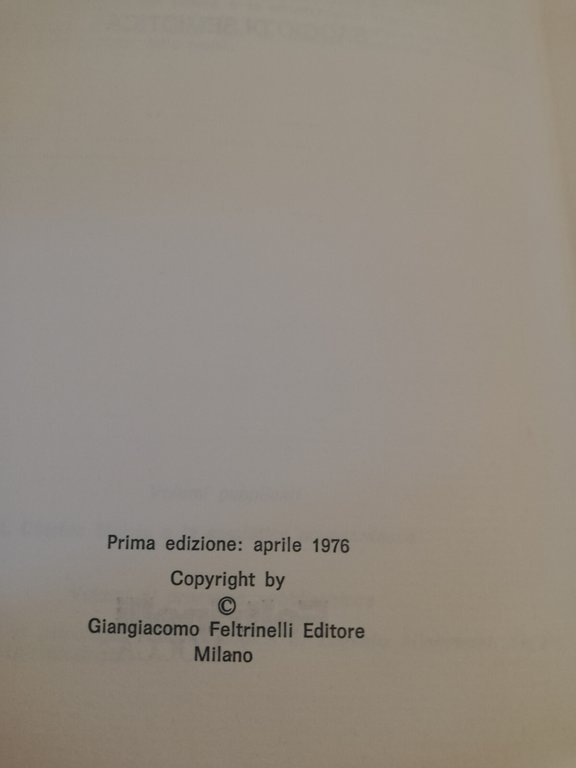 Prima edizione: aprile 1976
Copyright by
©
Giangiacomo Feltrinelli Editore
Milano